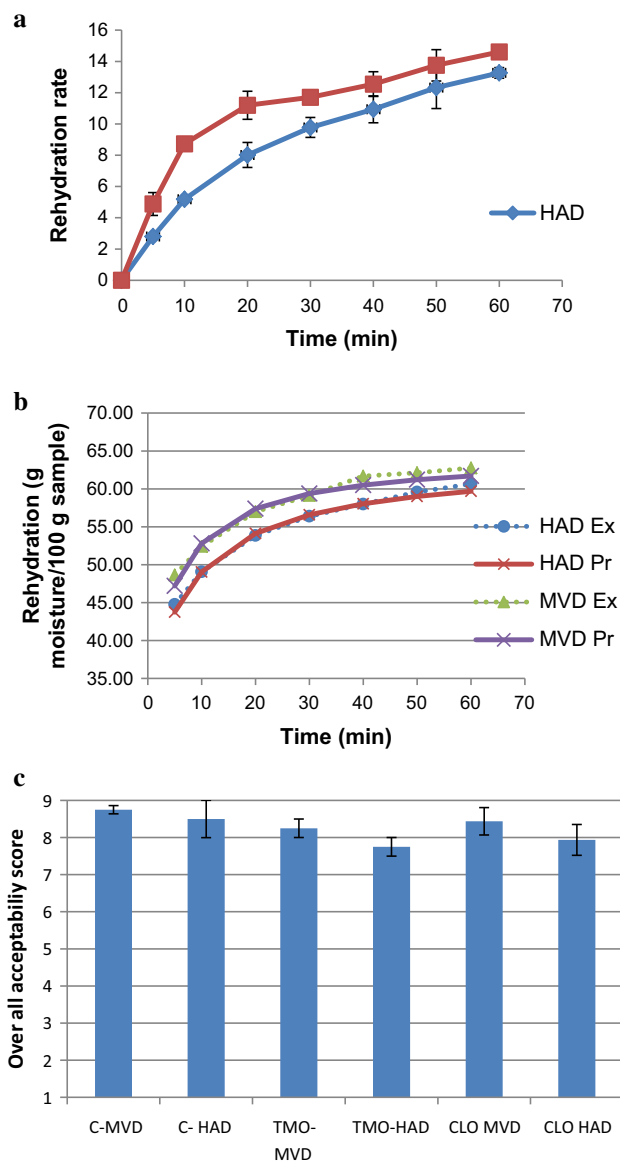 a
16
14
12
10
8
6
4
2
0
Rehydration rate
HAD
0 10 20 30 40 50 60 70
Time (min)
b
70.00
65.00
60.00
55.00
50.00
45.00
40.00
35.00
Rehydration (g
moisture/100 g sample)
HAD Ex
HAD Pr
MVD Ex
MVD Pr
0 10 20 30 40 50 60 70
Time (min)
c
9
8
7
6
5
4
3
2
1
Over all acceptabiliy score
C-MVD C- HAD TMO- TMO-HAD CLO MVD CLO HAD
MVD